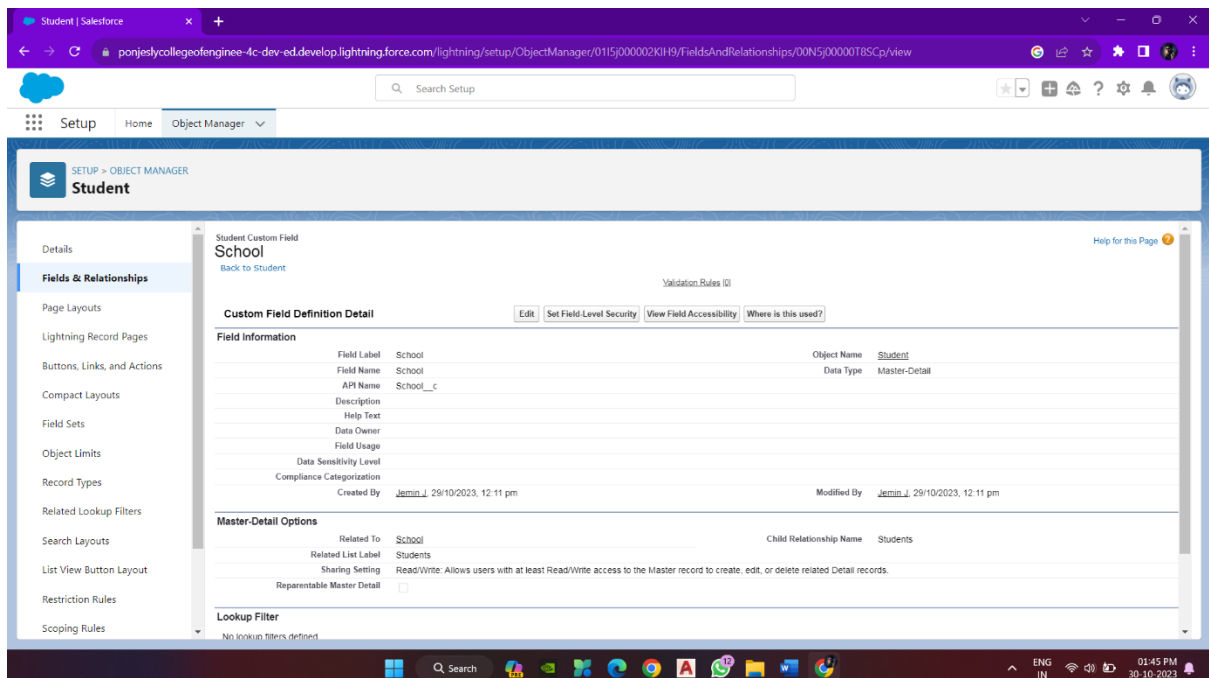 Student | Salesforce
ponjeslycollegeofenginee-4c-dev-ed.develop.lightning.force.com/lightning/setup/ObjectManager/01I5j000002KIH9/FieldsAndRelationships/00N5j00000T8SCp/view
Search Setup
Setup Home Object Manager
SETUP > OBJECT MANAGER
Student
Details
Fields & Relationships
Page Layouts
Lightning Record Pages
Buttons, Links, and Actions
Compact Layouts
Field Sets
Object Limits
Record Types
Related Lookup Filters
Search Layouts
List View Button Layout
Restriction Rules
Scoping Rules
Student Custom Field
School
Back to Student
Help for this Page
Validation Rules [0]
Custom Field Definition Detail Edit Set Field-Level Security View Field Accessibility Where is this used?
Field Information
Field Label School Object Name Student
Field Name School Data Type Master-Detail
API Name School__c
Description
Help Text
Data Owner
Field Usage
Data Sensitivity Level
Compliance Categorization
Created By Jemin J, 29/10/2023, 12:11 pm Modified By Jemin J, 29/10/2023, 12:11 pm
Master-Detail Options
Related To School Child Relationship Name Students
Related List Label Students
Sharing Setting Read/Write: Allows users with at least Read/Write access to the Master record to create, edit, or delete related Detail records.
Reparentable Master Detail
Lookup Filter
No lookup filters defined
Search
PRE
12
ENG
IN
01:45 PM
30-10-2023